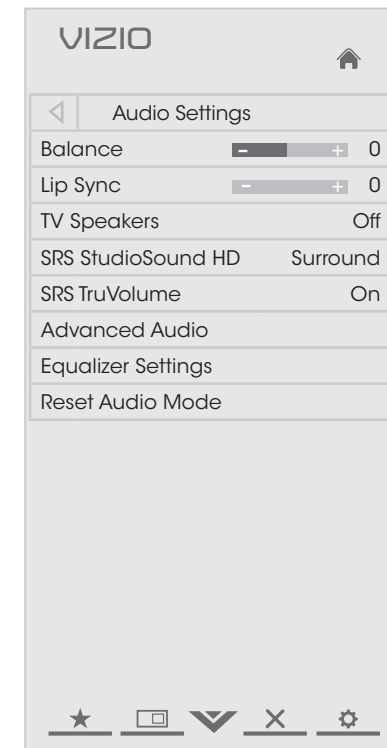 VIZIO
Audio Settings
Balance - + 0
Lip Sync - + 0
TV Speakers Off
SRS StudioSound HD Surround
SRS TruVolume On
Advanced Audio
Equalizer Settings
Reset Audio Mode